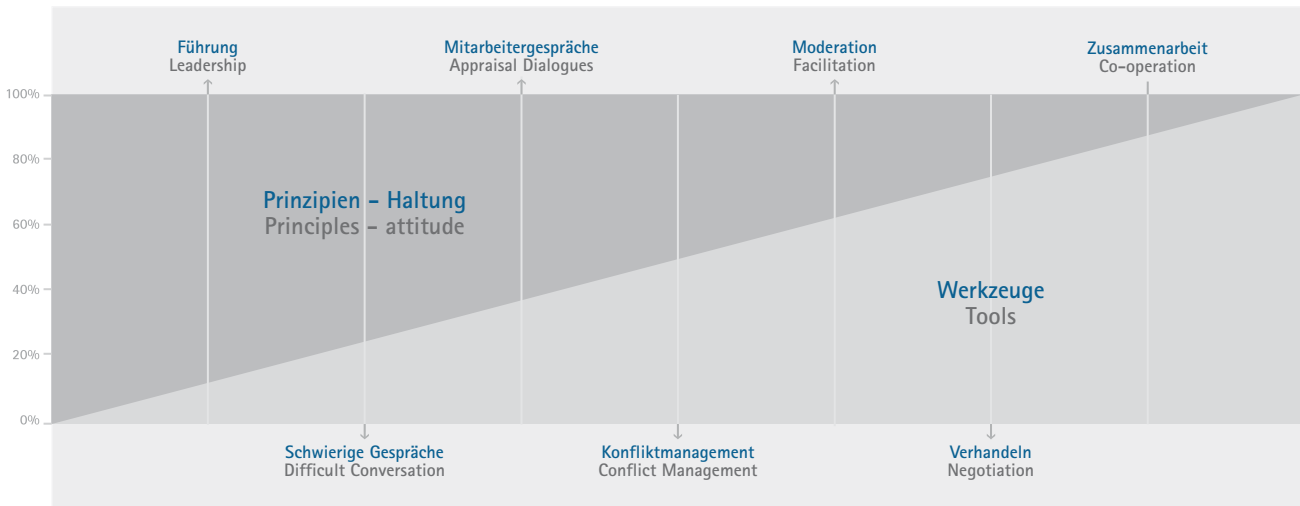 Führung
Leadership
Mitarbeitergespräche
Appraisal Dialogues
Moderation
Facilitation
Zusammenarbeit
Co-operation
100%
80%
60%
40%
20%
0%
Prinzipien – Haltung
Principles – attitude
Werkzeuge
Tools
Schwierige Gespräche
Difficult Conversation
Konfliktmanagement
Conflict Management
Verhandeln
Negotiation